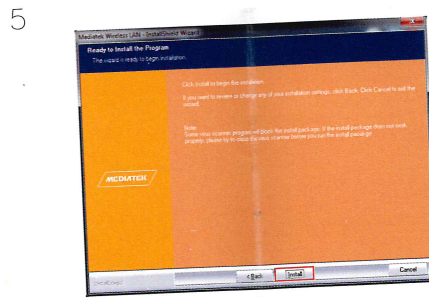 5
Mediatek Wireless LAN - InstallShield Wizard
Ready to Install the Program
The wizard is ready to begin installation.
Click Install to begin the installation.
If you want to review or change any of your installation settings, click Back. Click Cancel to exit the
wizard.
Note:
Some virus scanner program will block the install package. If the install package does not work
properly, please try to close the virus scanner before you run the install package
MEDIATEK
InstallShield
< Back
Install
Cancel